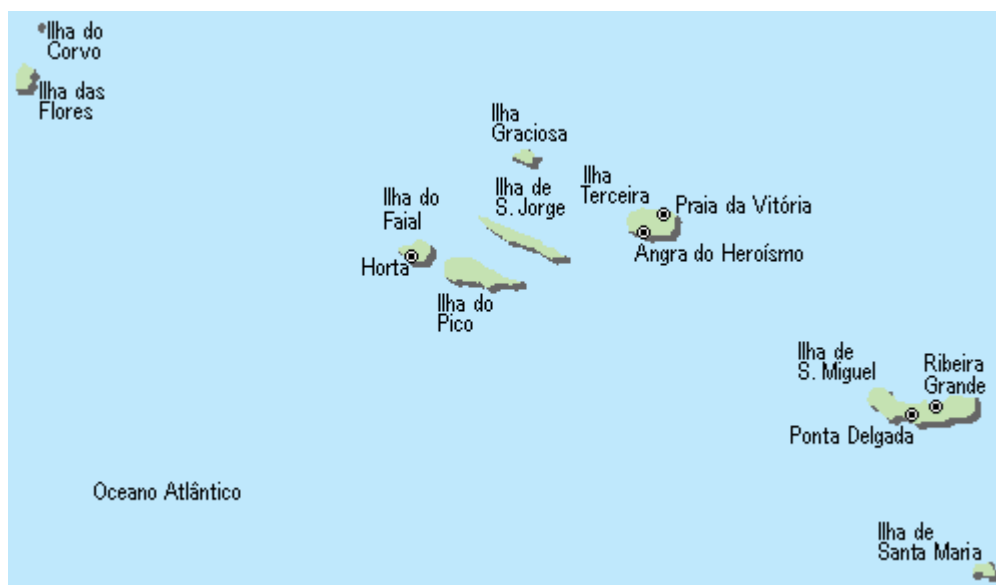 Ilha do
Corvo
Ilha das
Flores
Ilha
Graciosa
Ilha do
Faial
Ilha de
S. Jorge
Ilha
Terceira
Praia da Vitória
Angra do Heroísmo
Horta
Ilha do
Pico
Ilha de
S. Miguel
Ribeira
Grande
Ponta Delgada
Oceano Atlântico
Ilha de
Santa Maria